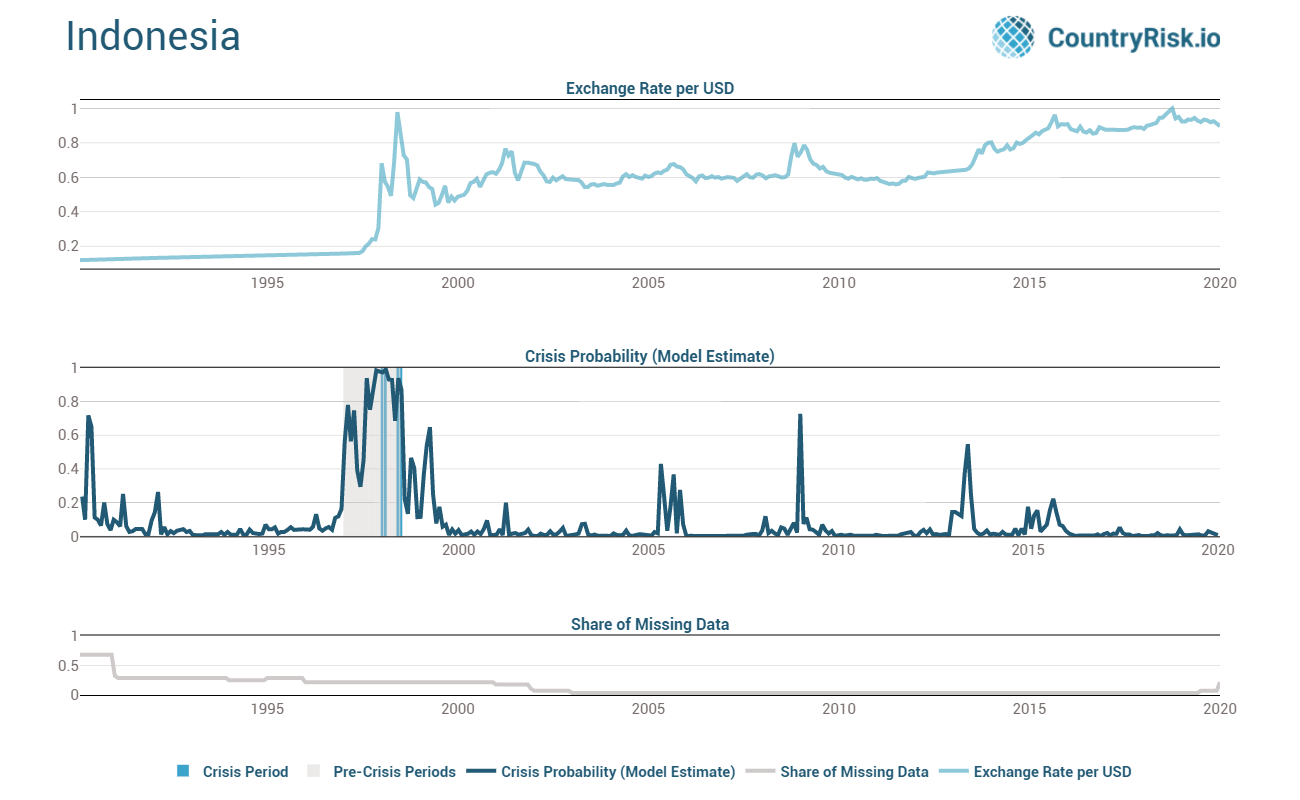 Indonesia
CountryRisk.io
Exchange Rate per USD
1
0.8
0.6
0.4
0.2
1995 2000 2005 2010 2015 2020
Crisis Probability (Model Estimate)
1
0.8
0.6
0.4
0.2
0
1995 2000 2005 2010 2015 2020
Share of Missing Data
1
0.5
0
1995 2000 2005 2010 2015 2020
Crisis Period Pre-Crisis Periods Crisis Probability (Model Estimate) Share of Missing Data Exchange Rate per USD